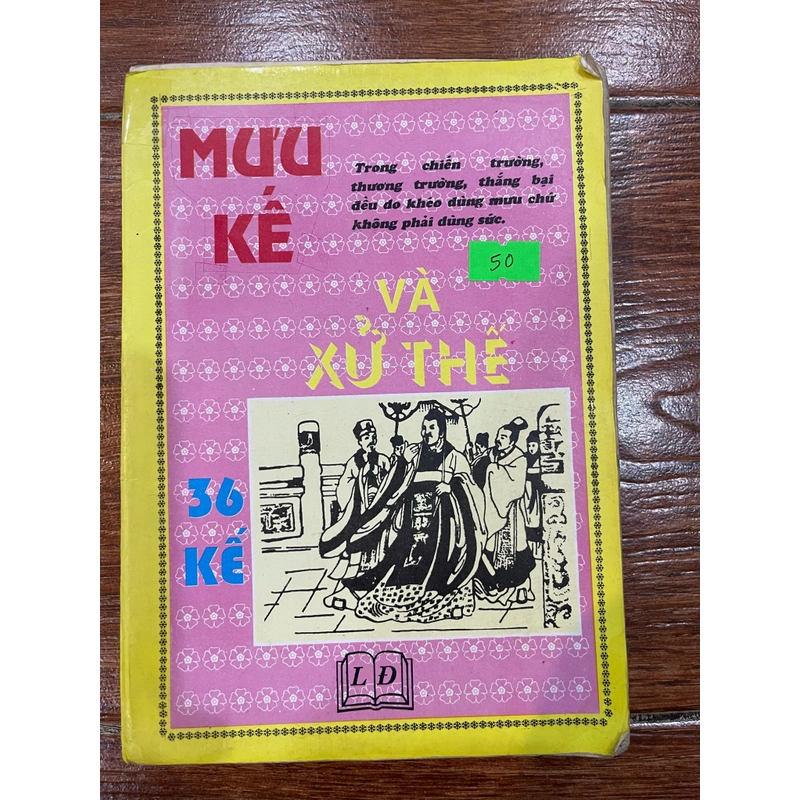 MƯU
KẾ
Trong chiến trường,
thương trường, thắng bại
đều do khéo dùng mưu chứ
không phải dùng sức.
50
VÀ
XỬ THẾ
36
KẾ
L Đ